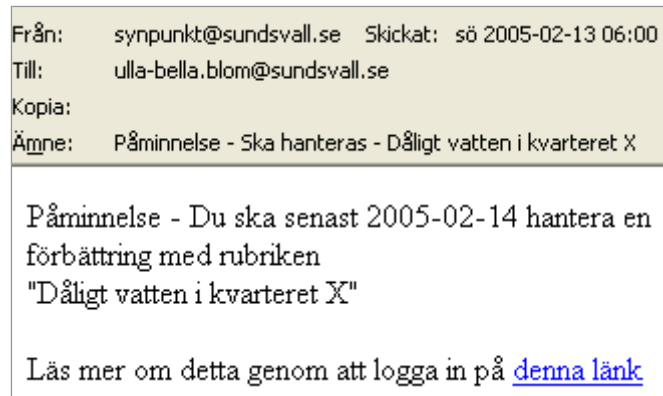 Från: synpunkt@sundsvall.se Skickat: sö 2005-02-13 06:00
Till: ulla-bella.blom@sundsvall.se
Kopia:
Ämne: Påminnelse - Ska hanteras - Dåligt vatten i kvarteret X
Påminnelse - Du ska senast 2005-02-14 hantera en
förbättring med rubriken
"Dåligt vatten i kvarteret X"
Läs mer om detta genom att logga in på denna länk